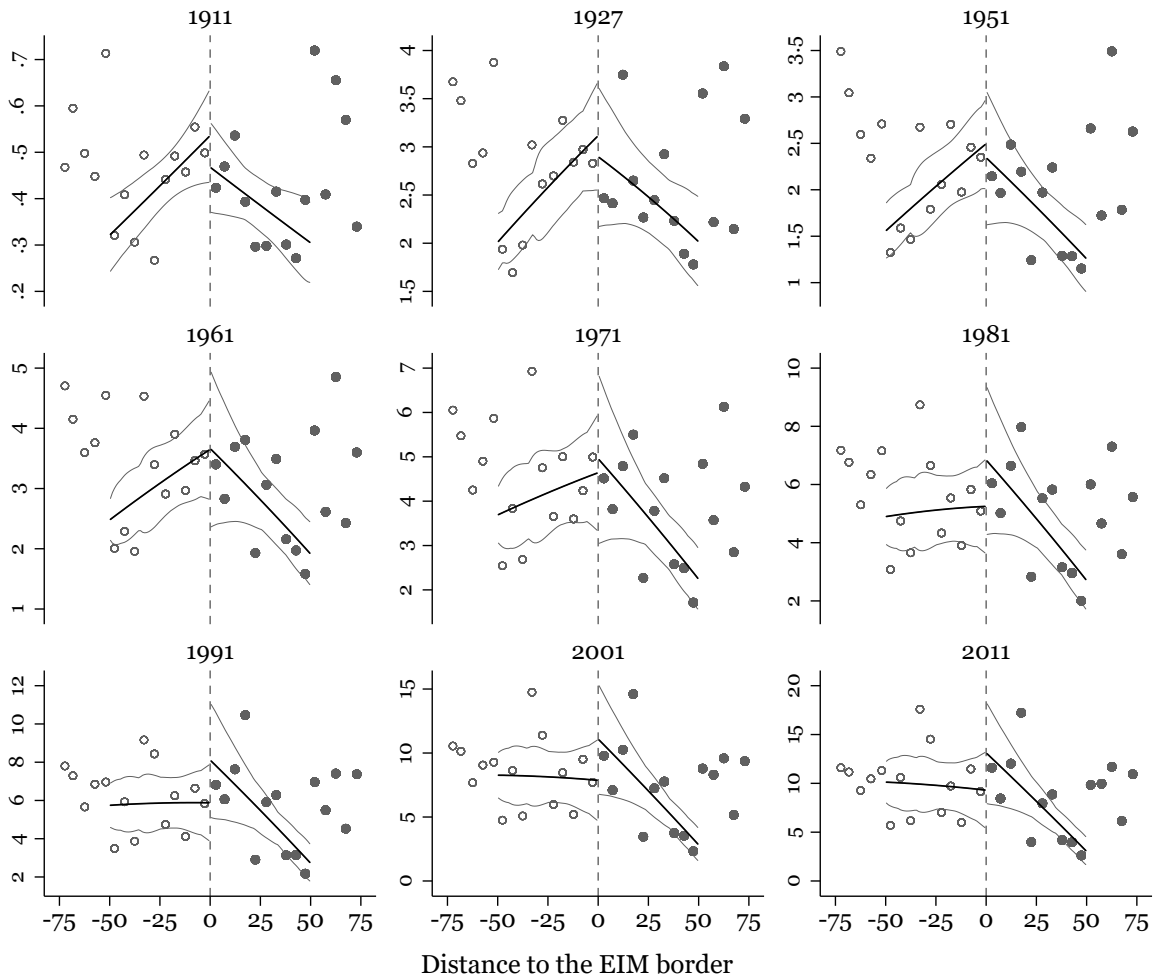 1911 1927 1951
.7 .6 .5 .4 .3 .2
4 3.5 3 2.5 2 1.5
3.5 3 2.5 2 1.5 1
1961 1971 1981
5 4 3 2 1
7 6 5 4 3 2
10 8 6 4 2
1991 2001 2011
12 10 8 6 4 2
15 10 5 0
20 15 10 5 0
-75 -50 -25 0 25 50 75 -75 -50 -25 0 25 50 75 -75 -50 -25 0 25 50 75
Distance to the EIM border